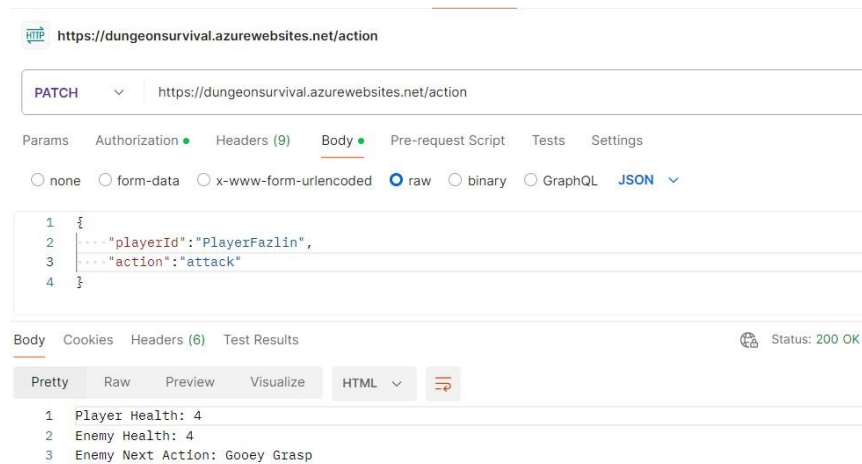 HTTP https://dungeonsurvival.azurewebsites.net/action
PATCH https://dungeonsurvival.azurewebsites.net/action
Params Authorization Headers (9) Body Pre-request Script Tests Settings
none form-data x-www-form-urlencoded raw binary GraphQL JSON
1 {
2 ····"playerId":"PlayerFazlin",
3 ····"action":"attack"
4 }
Body Cookies Headers (6) Test Results Status: 200 OK
Pretty Raw Preview Visualize HTML
1 Player Health: 4
2 Enemy Health: 4
3 Enemy Next Action: Gooey Grasp